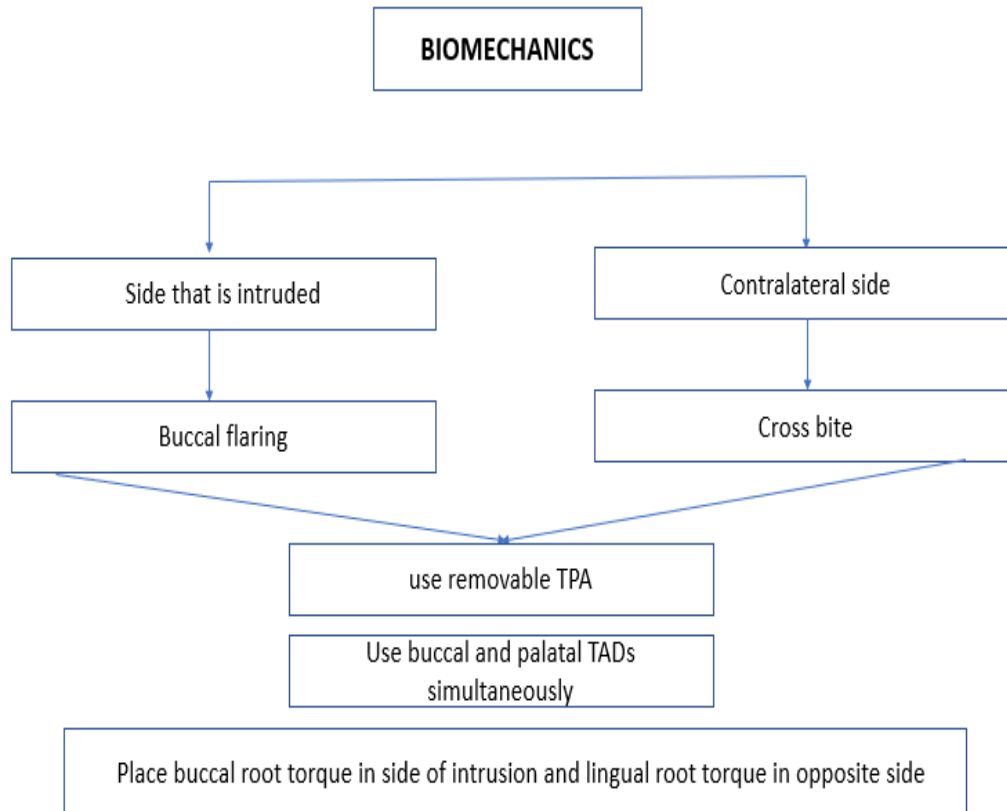 BIOMECHANICS
Side that is intruded
Contralateral side
Buccal flaring
Cross bite
use removable TPA
Use buccal and palatal TADs
simultaneously
Place buccal root torque in side of intrusion and lingual root torque in opposite side